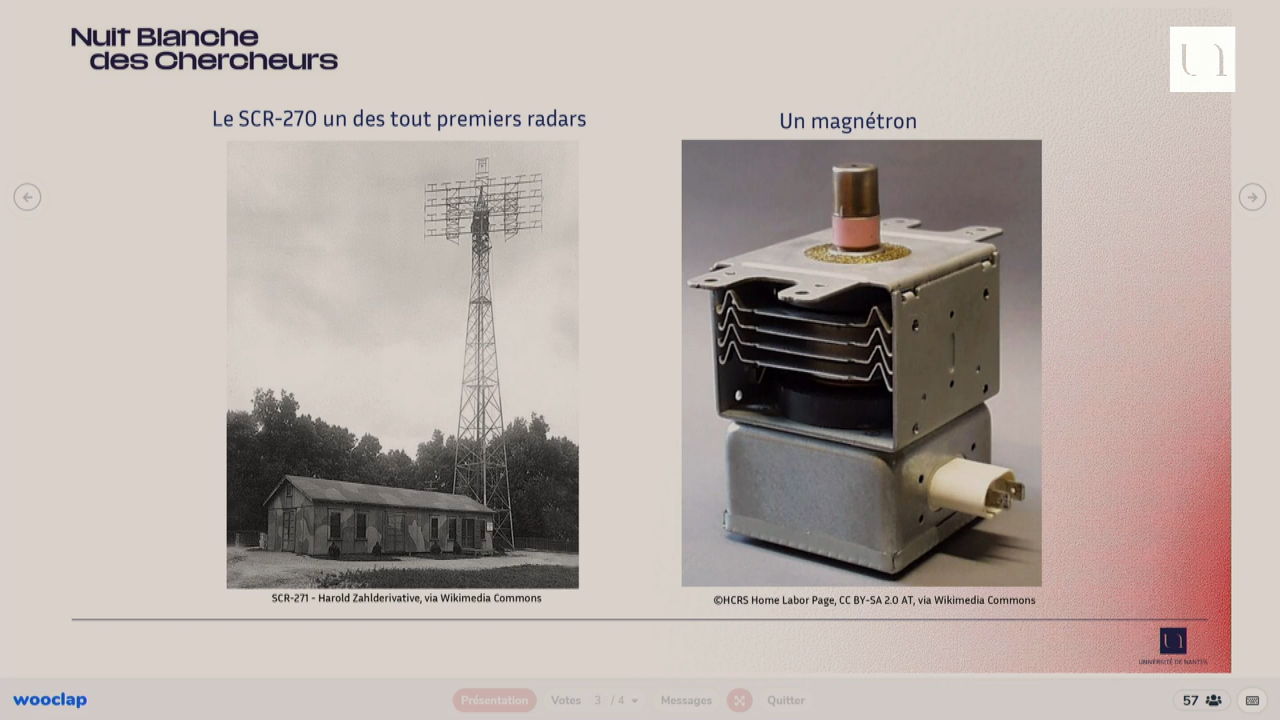 Nuit Blanche
des Chercheurs
Le SCR-270 un des tout premiers radars
Un magnétron
SCR-271 - Harold Zahlderivative, via Wikimedia Commons
©HCRS Home Labor Page, CC BY-SA 2.0 AT, via Wikimedia Commons
UNIVERSITÉ DE NANTES
wooclap
Présentation
Votes
3 / 4
Messages
Quitter
57